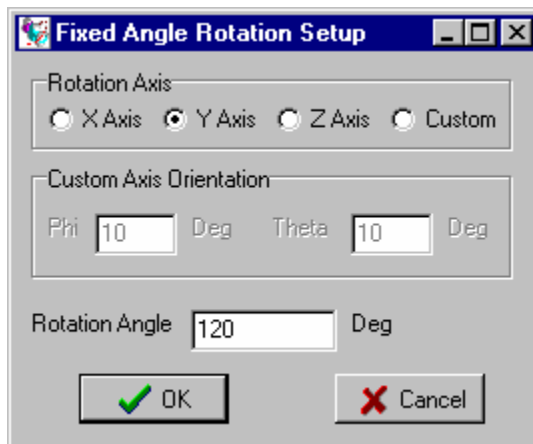 Fixed Angle Rotation Setup
Rotation Axis
X Axis Y Axis Z Axis Custom
Custom Axis Orientation
Phi 10 Deg Theta 10 Deg
Rotation Angle 120 Deg
OK Cancel